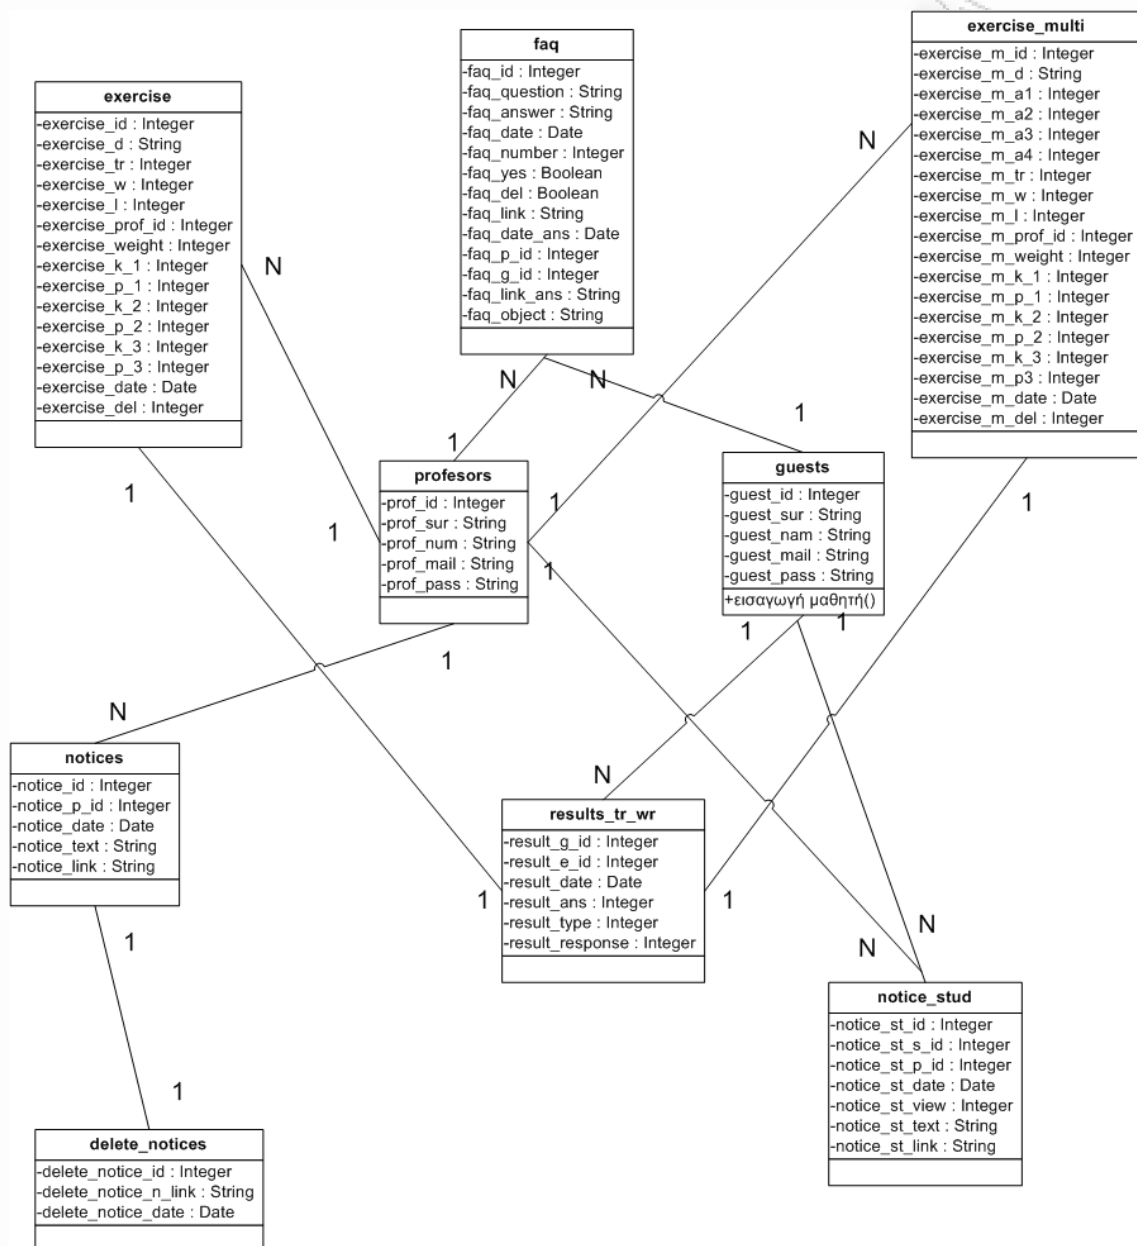 exercise_multi
-exercise_m_id : Integer
-exercise_m_d : String
-exercise_m_a1 : Integer
-exercise_m_a2 : Integer
-exercise_m_a3 : Integer
-exercise_m_a4 : Integer
-exercise_m_tr : Integer
-exercise_m_w : Integer
-exercise_m_l : Integer
-exercise_m_prof_id : Integer
-exercise_m_weight : Integer
-exercise_m_k_1 : Integer
-exercise_m_p_1 : Integer
-exercise_m_k_2 : Integer
-exercise_m_p_2 : Integer
-exercise_m_k_3 : Integer
-exercise_m_p3 : Integer
-exercise_m_date : Date
-exercise_m_del : Integer
faq
-faq_id : Integer
-faq_question : String
-faq_answer : String
-faq_date : Date
-faq_number : Integer
-faq_yes : Boolean
-faq_del : Boolean
-faq_link : String
-faq_date_ans : Date
-faq_p_id : Integer
-faq_g_id : Integer
-faq_link_ans : String
-faq_object : String
exercise
-exercise_id : Integer
-exercise_d : String
-exercise_tr : Integer
-exercise_w : Integer
-exercise_l : Integer
-exercise_prof_id : Integer
-exercise_weight : Integer
-exercise_k_1 : Integer
-exercise_p_1 : Integer
-exercise_k_2 : Integer
-exercise_p_2 : Integer
-exercise_k_3 : Integer
-exercise_p_3 : Integer
-exercise_date : Date
-exercise_del : Integer
N
N
N
N
1
1
profesors
-prof_id : Integer
-prof_sur : String
-prof_num : String
-prof_mail : String
-prof_pass : String
guests
-guest_id : Integer
-guest_sur : String
-guest_nam : String
-guest_mail : String
-guest_pass : String
+εισαγωγή μαθητή()
1
1
1
1
1
1
1
1
N
N
notices
-notice_id : Integer
-notice_p_id : Integer
-notice_date : Date
-notice_text : String
-notice_link : String
results_tr_wr
-result_g_id : Integer
-result_e_id : Integer
-result_date : Date
-result_ans : Integer
-result_type : Integer
-result_response : Integer
1
1
1
N
N
notice_stud
-notice_st_id : Integer
-notice_st_s_id : Integer
-notice_st_p_id : Integer
-notice_st_date : Date
-notice_st_view : Integer
-notice_st_text : String
-notice_st_link : String
1
delete_notices
-delete_notice_id : Integer
-delete_notice_n_link : String
-delete_notice_date : Date